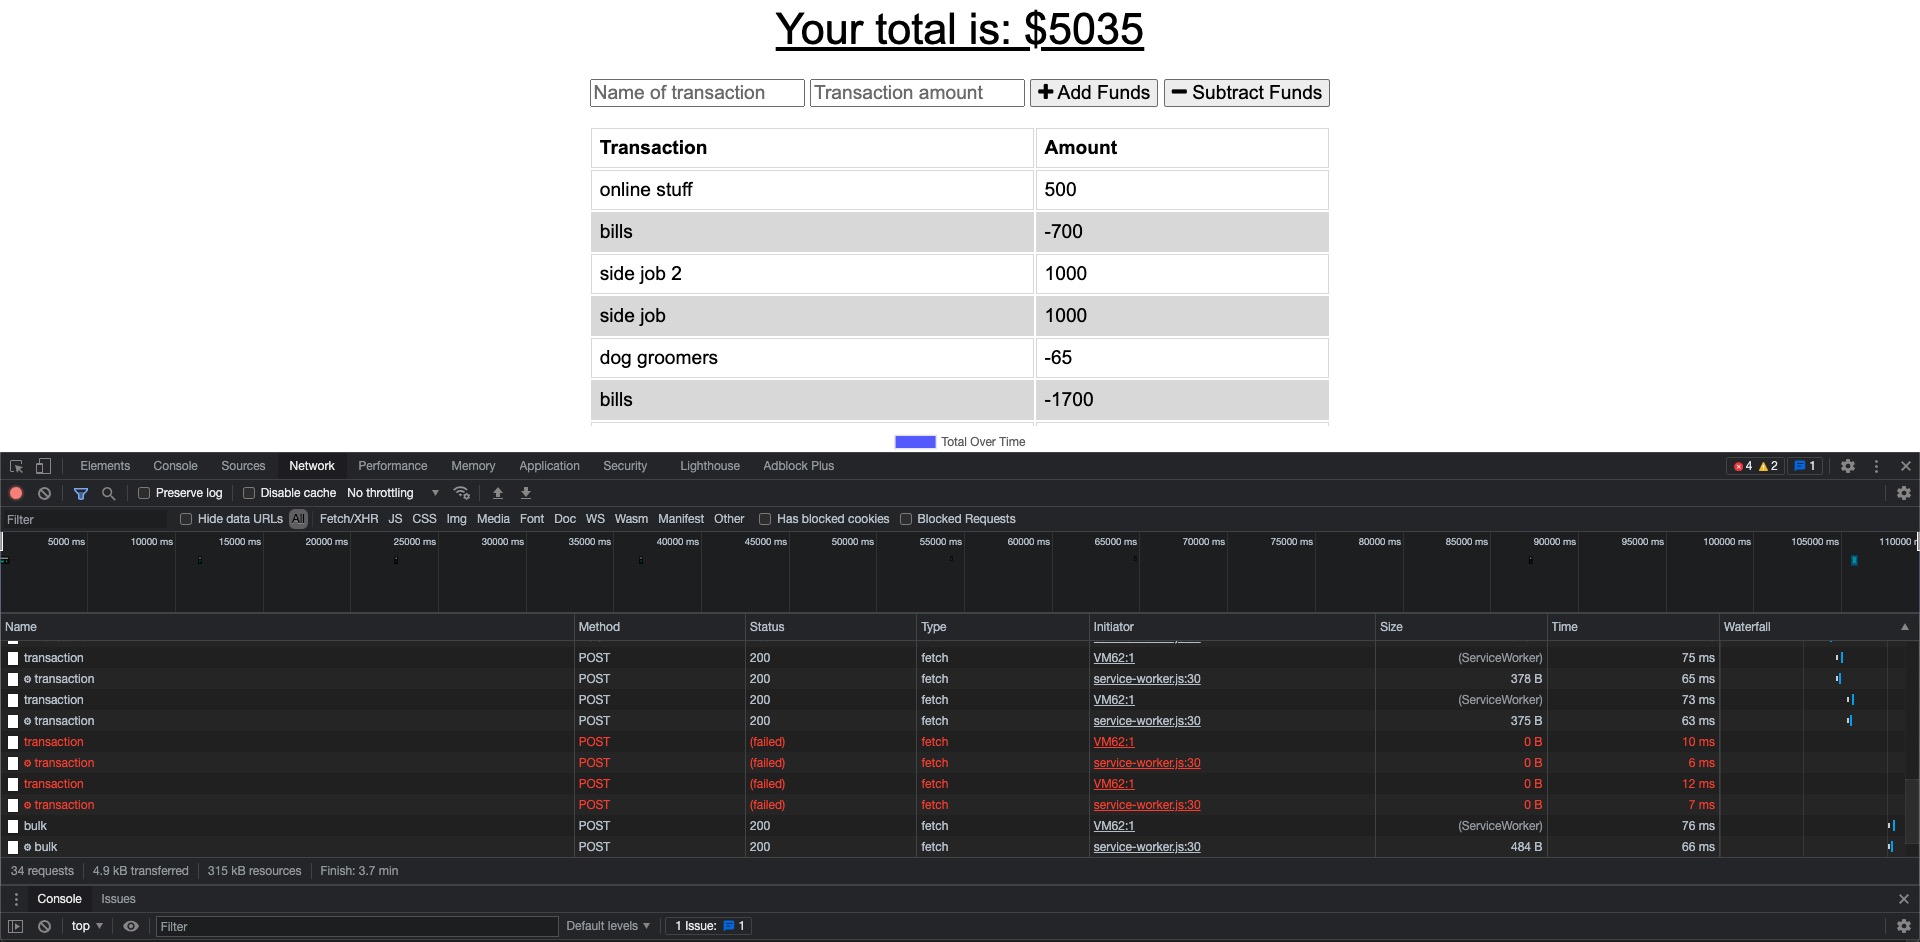 Your total is: $5035
Name of transaction Transaction amount Add Funds Subtract Funds
Transaction Amount
online stuff 500
bills -700
side job 2 1000
side job 1000
dog groomers -65
bills -1700
Total Over Time
Elements Console Sources Network Performance Memory Application Security Lighthouse Adblock Plus 4 2 1
Preserve log Disable cache No throttling
Filter Hide data URLs All Fetch/XHR JS CSS Img Media Font Doc WS Wasm Manifest Other Has blocked cookies Blocked Requests
5000 ms 10000 ms 15000 ms 20000 ms 25000 ms 30000 ms 35000 ms 40000 ms 45000 ms 50000 ms 55000 ms 60000 ms 65000 ms 70000 ms 75000 ms 80000 ms 85000 ms 90000 ms 95000 ms 100000 ms 105000 ms 110000
Name Method Status Type Initiator Size Time Waterfall
transaction POST 200 fetch VM62:1 (ServiceWorker) 75 ms
transaction POST 200 fetch service-worker.js:30 378 B 65 ms
transaction POST 200 fetch VM62:1 (ServiceWorker) 73 ms
transaction POST 200 fetch service-worker.js:30 375 B 63 ms
transaction POST (failed) fetch VM62:1 0 B 10 ms
transaction POST (failed) fetch service-worker.js:30 0 B 6 ms
transaction POST (failed) fetch VM62:1 0 B 12 ms
transaction POST (failed) fetch service-worker.js:30 0 B 7 ms
bulk POST 200 fetch VM62:1 (ServiceWorker) 76 ms
bulk POST 200 fetch service-worker.js:30 484 B 66 ms
34 requests 4.9 kB transferred 315 kB resources Finish: 3.7 min
Console Issues
top Filter Default levels 1 Issue: 1